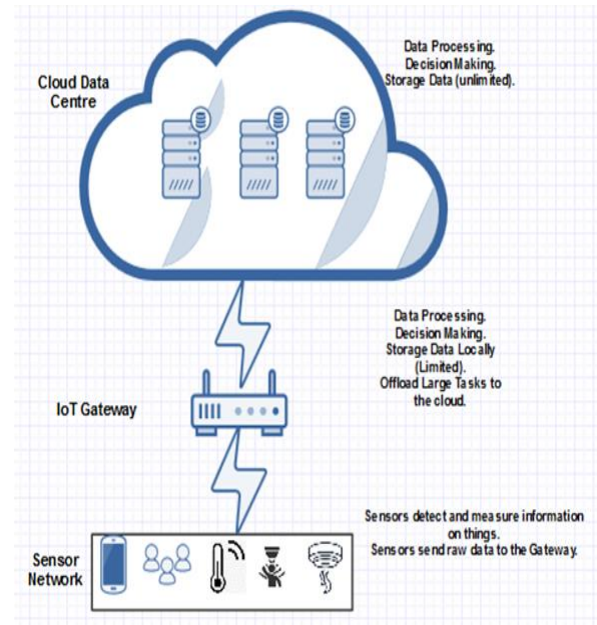 Data Processing.
Decision Making.
Storage Data (unlimited).
Cloud Data
Centre
Data Processing.
Decision Making.
Storage Data Locally
(Limited).
Offload Large Tasks to
the cloud.
IoT Gateway
Sensors detect and measure information
on things.
Sensors send raw data to the Gateway.
Sensor
Network